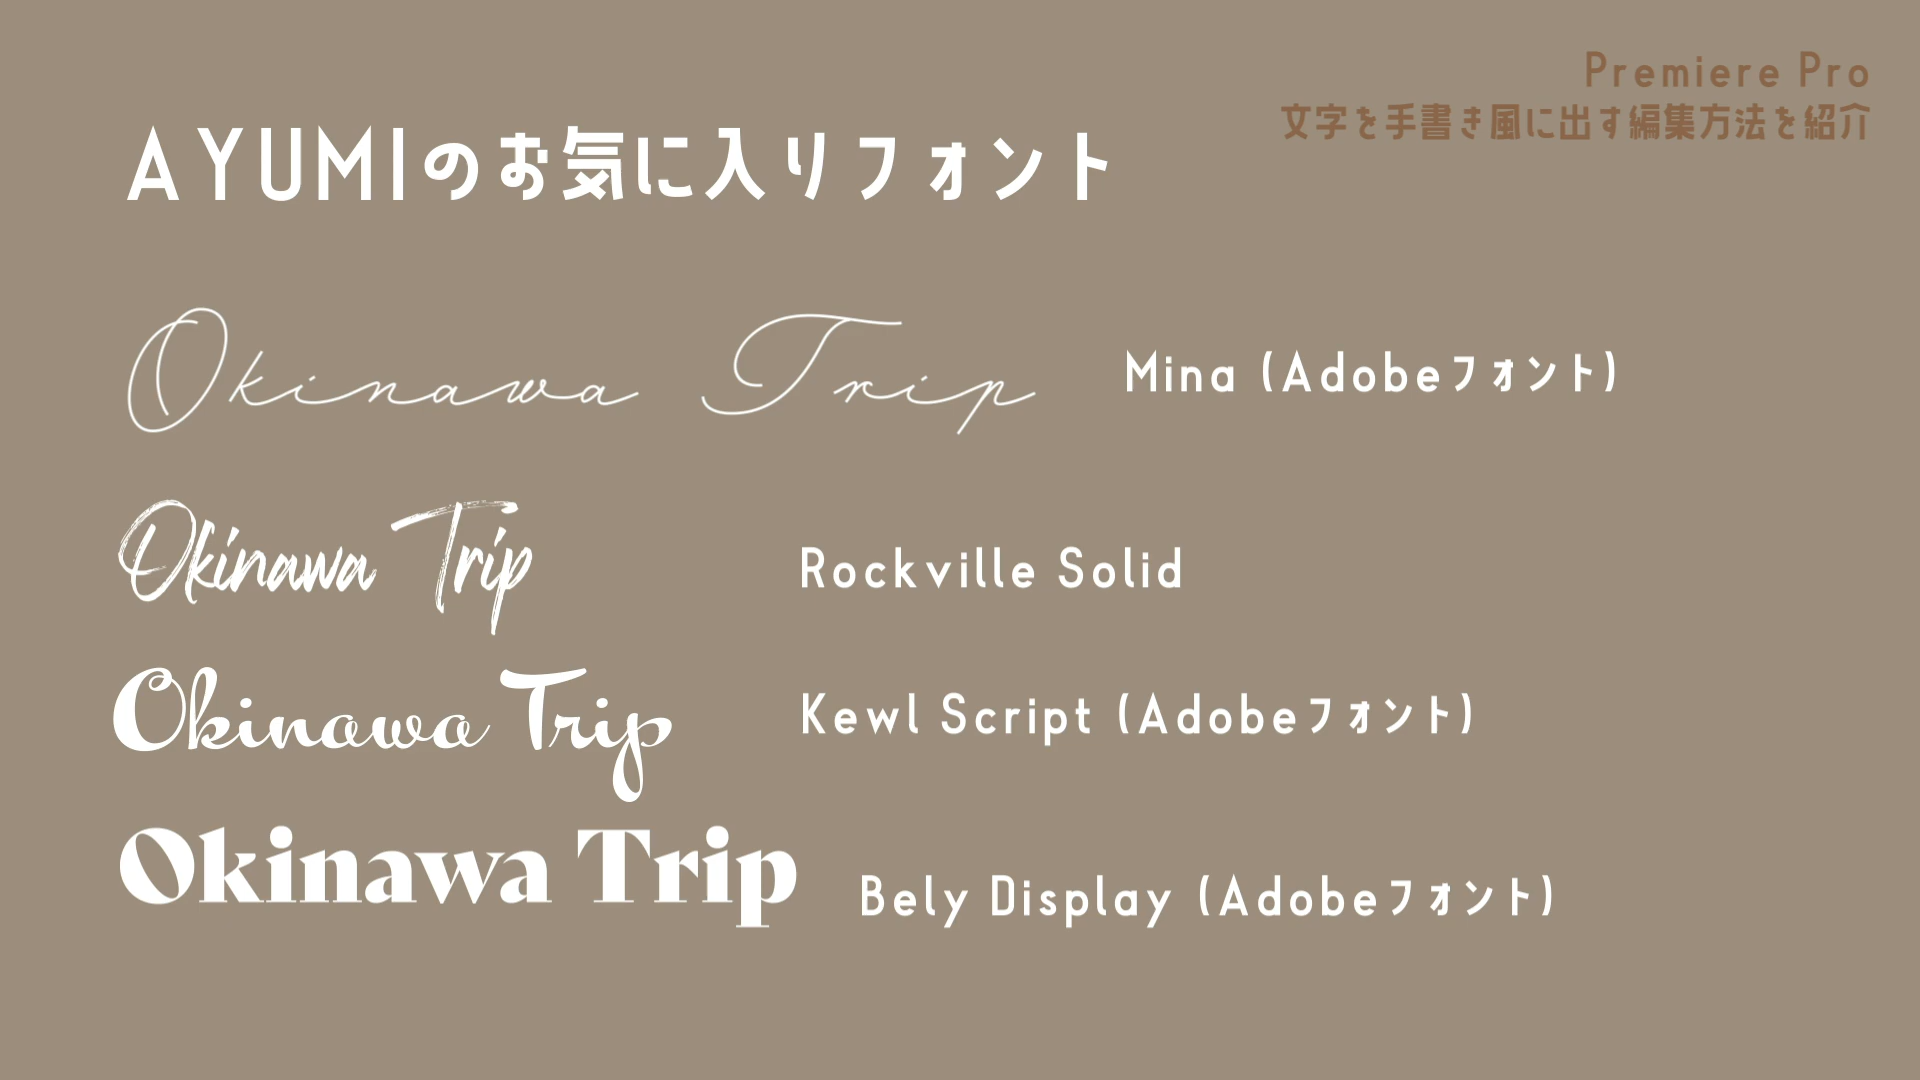 Premiere Pro
文字を手書き風に出す編集方法を紹介
AYUMIのお気に入りフォント
Okinawa Trip
Mina (Adobeフォント)
Okinawa Trip
Rockville Solid
Okinawa Trip
Kewl Script (Adobeフォント)
Okinawa Trip
Bely Display (Adobeフォント)